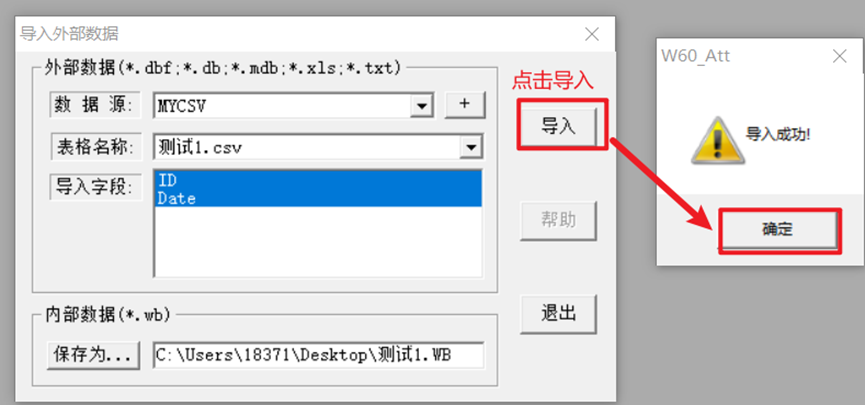 导入外部数据
外部数据(*.dbf;*.db;*.mdb;*.xls;*.txt)
数 据 源: MYCSV +
表格名称: 测试1.csv
导入字段: ID
Date
点击导入
导入
帮助
退出
内部数据(*.wb)
保存为... C:\Users\18371\Desktop\测试1.WB
W60_Att
导入成功!
确定